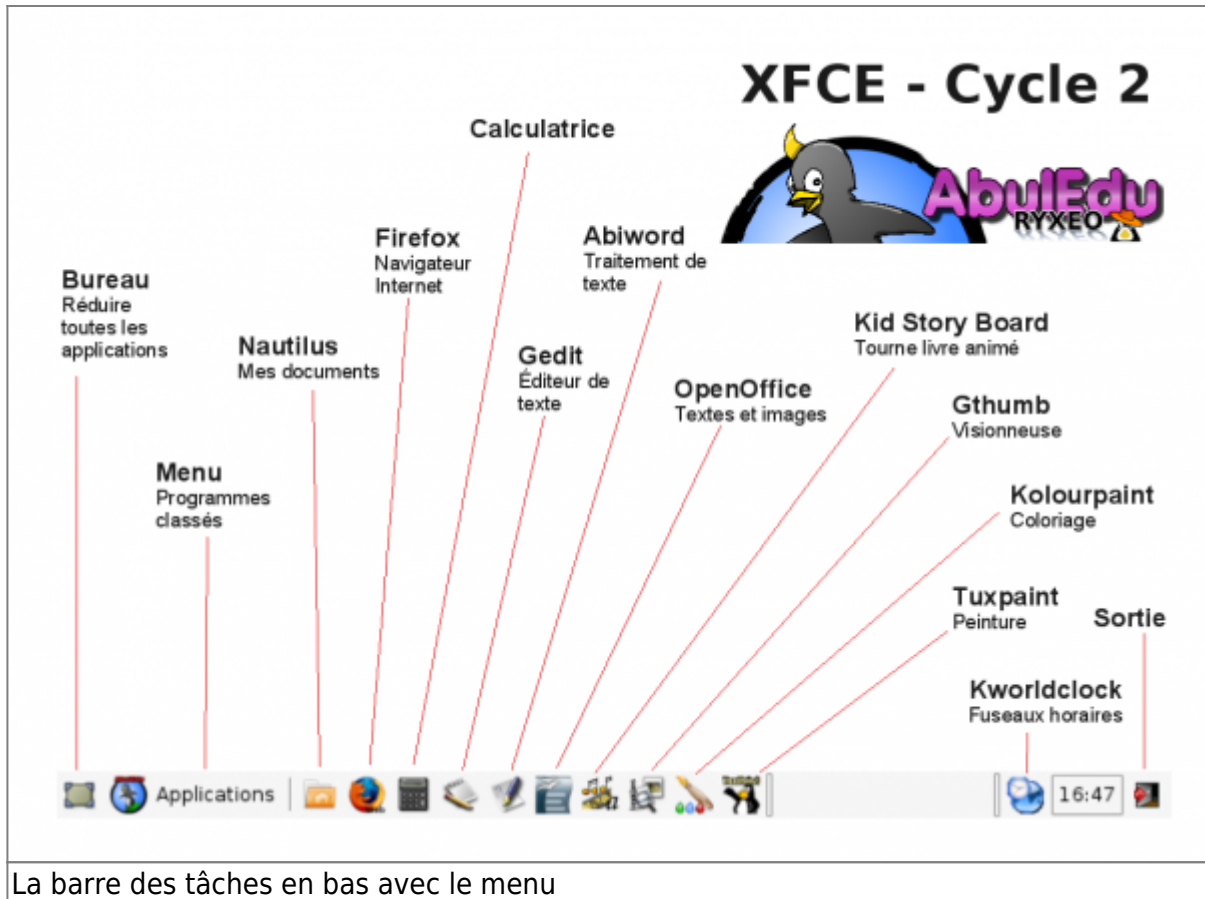 XFCE - Cycle 2
AbulEdu
RYXEO
Calculatrice
Firefox
Navigateur
Internet
Abiword
Traitement de
texte
Bureau
Réduire
toutes les
applications
Nautilus
Mes documents
Gedit
Éditeur de
texte
Kid Story Board
Tourne livre animé
OpenOffice
Textes et images
Gthumb
Visionneuse
Menu
Programmes
classés
Kolourpaint
Coloriage
Tuxpaint
Peinture
Sortie
Kworldclock
Fuseaux horaires
Applications
16:47
La barre des tâches en bas avec le menu